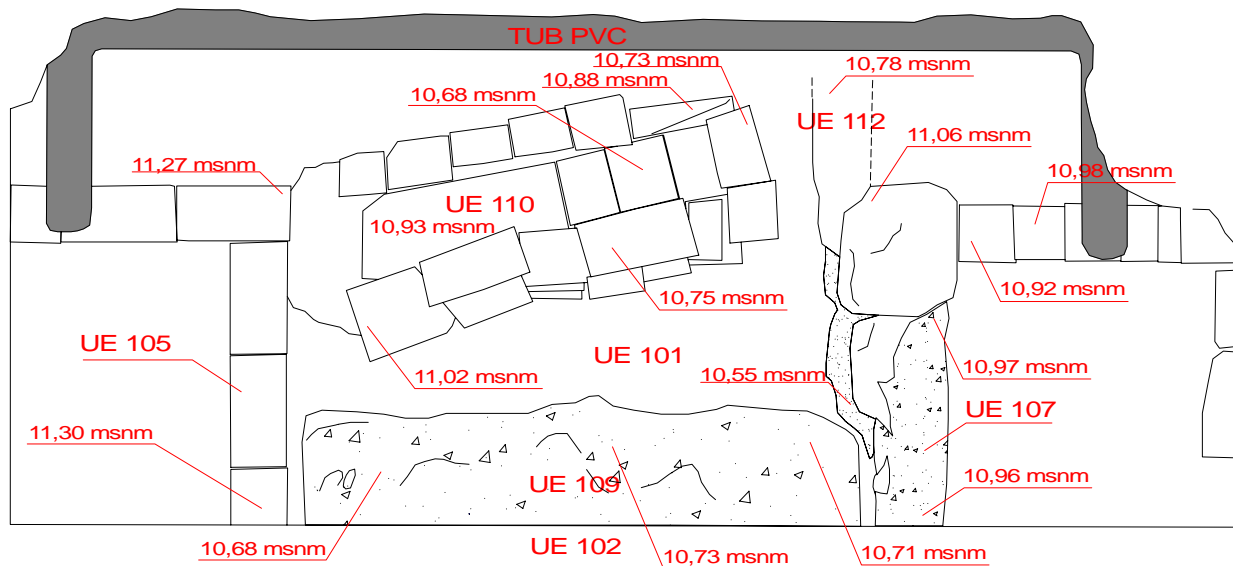 TUB PVC
10,73 msnm
10,78 msnm
10,88 msnm
10,68 msnm
UE 112
11,06 msnm
11,27 msnm
10,98 msnm
UE 110
10,93 msnm
10,75 msnm
10,92 msnm
UE 105
UE 101
11,02 msnm
10,55 msnm
10,97 msnm
UE 107
11,30 msnm
10,96 msnm
UE 109
10,68 msnm
UE 102
10,73 msnm
10,71 msnm